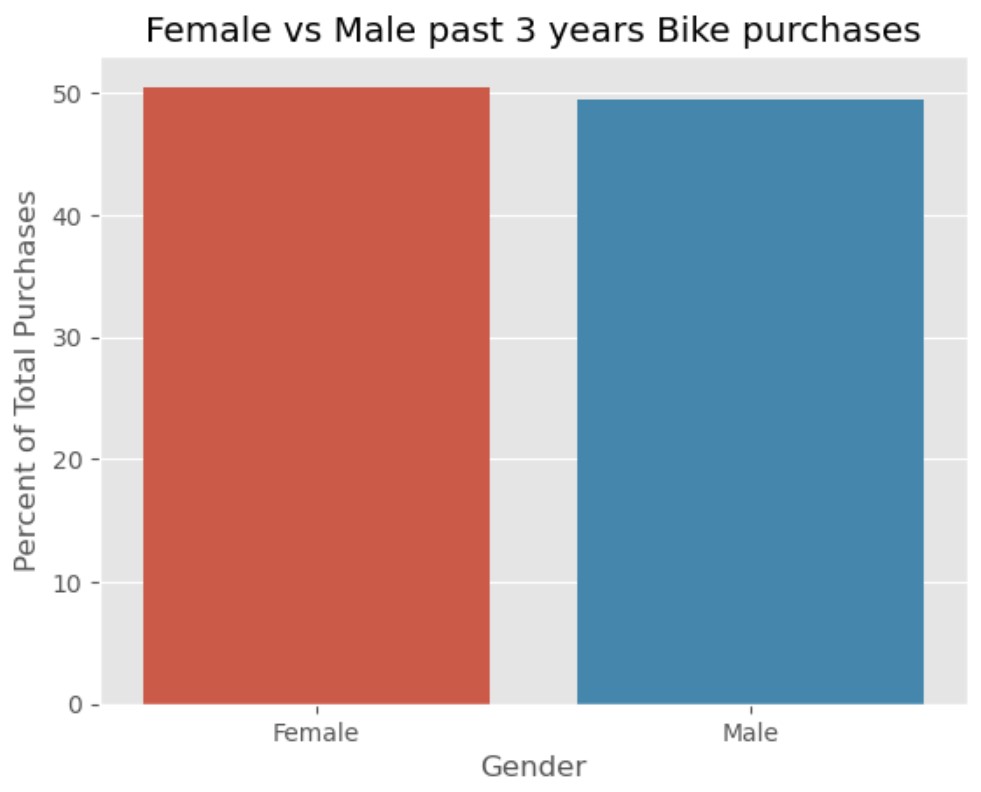 Female vs Male past 3 years Bike purchases
Percent of Total Purchases
50
40
30
20
10
0
Female
Male
Gender